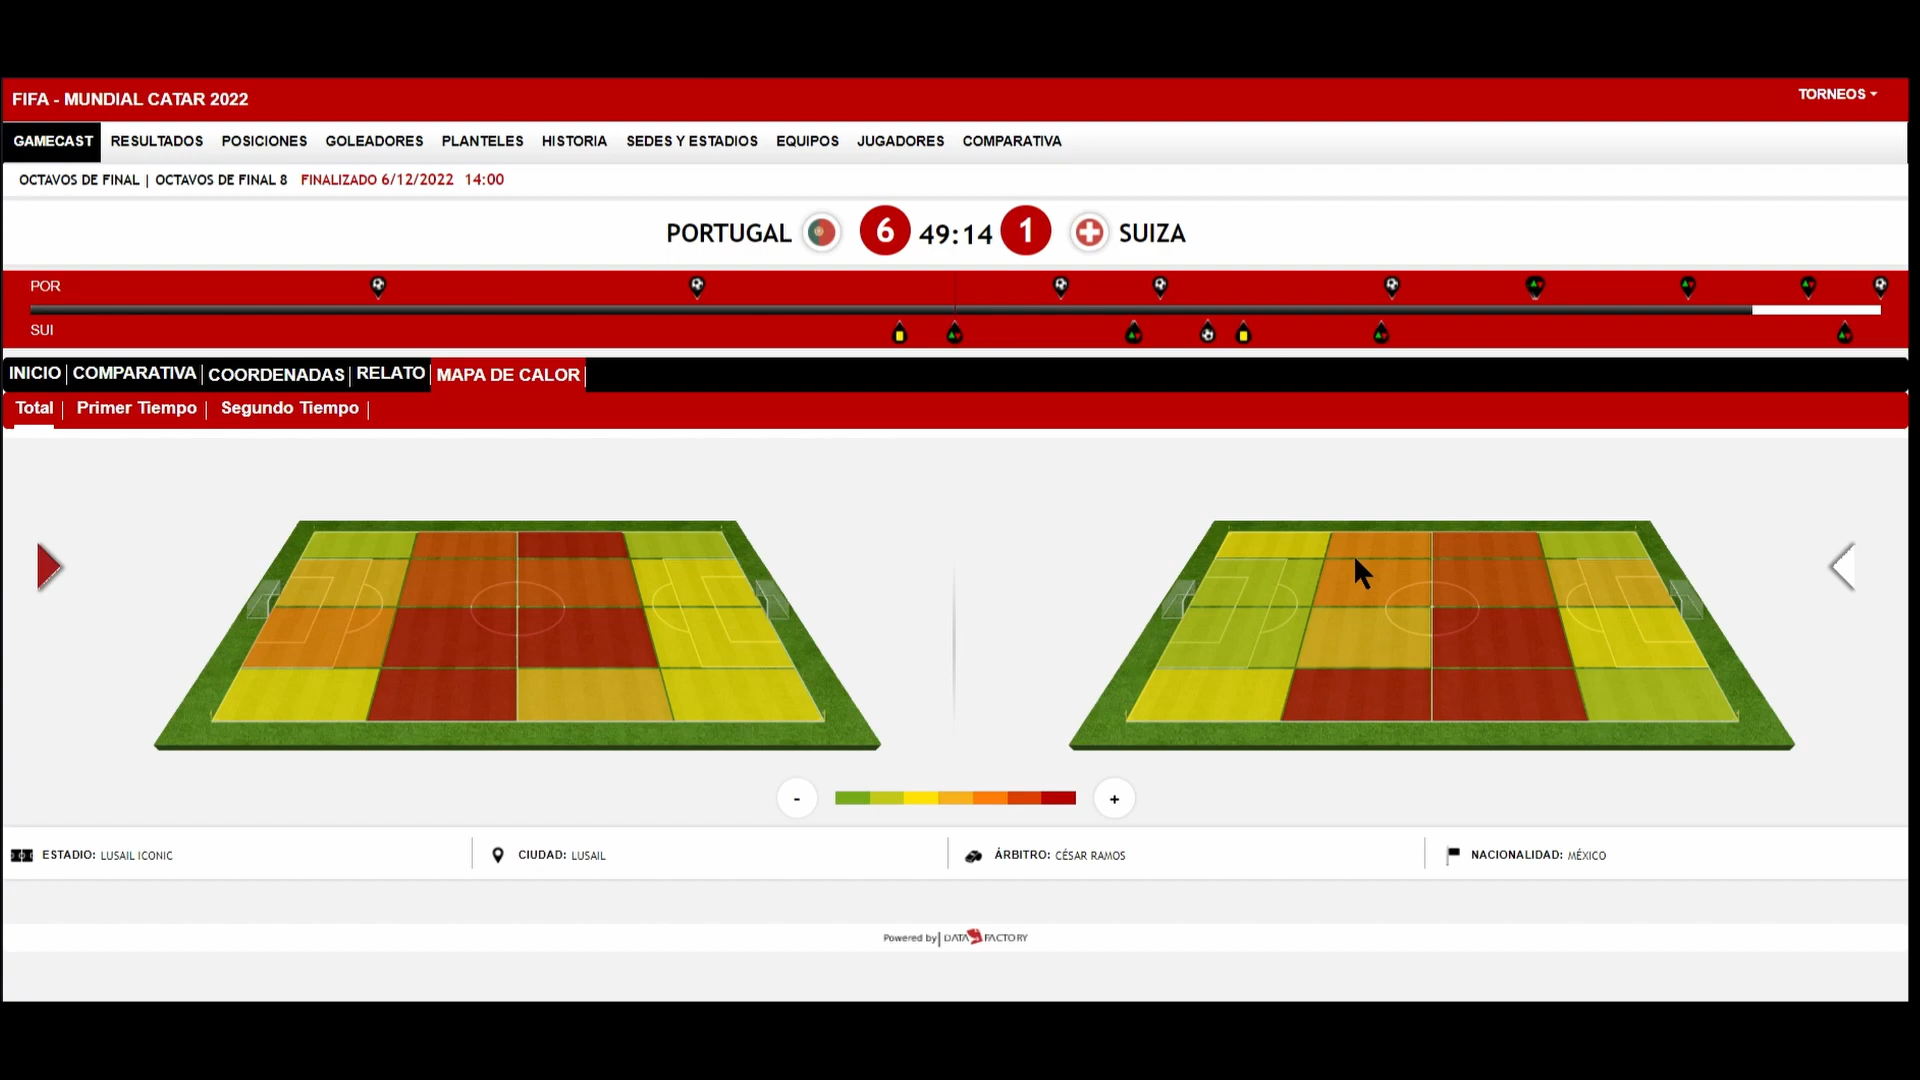 FIFA - MUNDIAL CATAR 2022
TORNEOS
GAMECAST RESULTADOS POSICIONES GOLEADORES PLANTELES HISTORIA SEDES Y ESTADIOS EQUIPOS JUGADORES COMPARATIVA
OCTAVOS DE FINAL | OCTAVOS DE FINAL 8 FINALIZADO 6/12/2022 14:00
PORTUGAL 6 49:14 1 SUIZA
POR
SUI
INICIO | COMPARATIVA | COORDENADAS | RELATO | MAPA DE CALOR |
Total | Primer Tiempo | Segundo Tiempo |
- +
ESTADIO: LUSAIL ICONIC
CIUDAD: LUSAIL
ÁRBITRO: CÉSAR RAMOS
NACIONALIDAD: MÉXICO
Powered by | DATAFACTORY